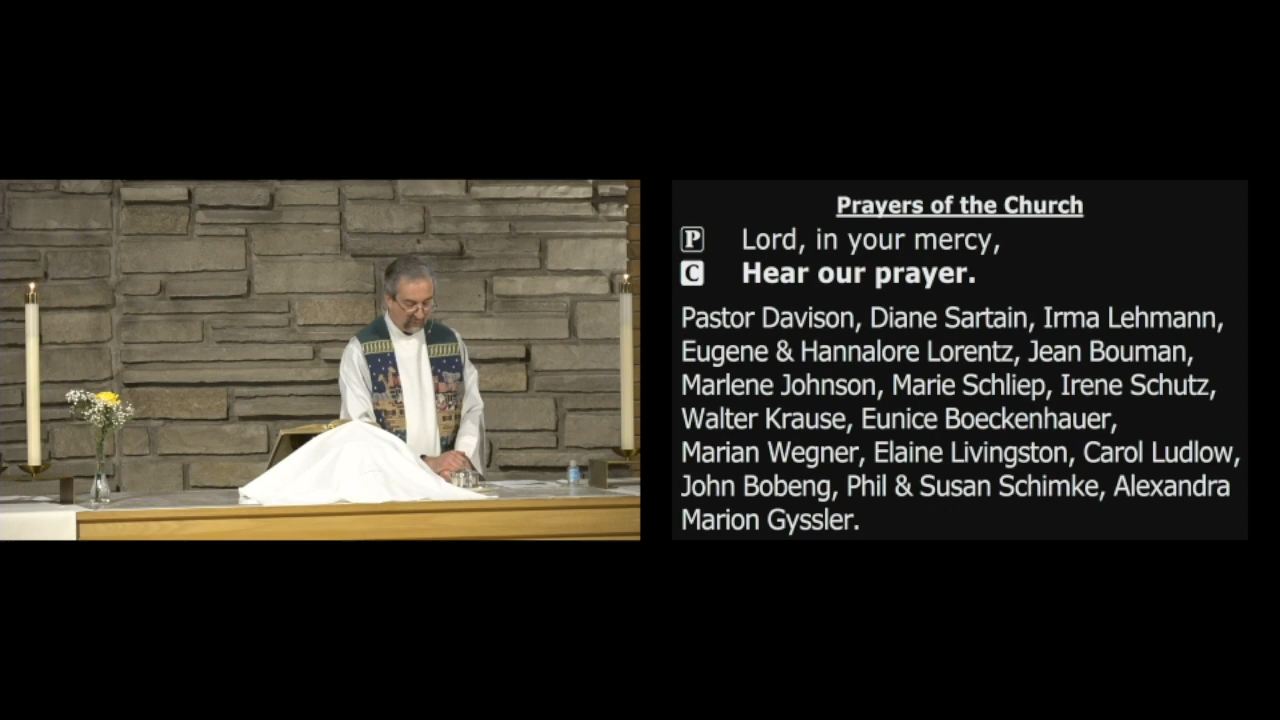 Prayers of the Church
P Lord, in your mercy,
C Hear our prayer.
Pastor Davison, Diane Sartain, Irma Lehmann,
Eugene & Hannalore Lorentz, Jean Bouman,
Marlene Johnson, Marie Schliep, Irene Schutz,
Walter Krause, Eunice Boeckenhauer,
Marian Wegner, Elaine Livingston, Carol Ludlow,
John Bobeng, Phil & Susan Schimke, Alexandra
Marion Gyssler.